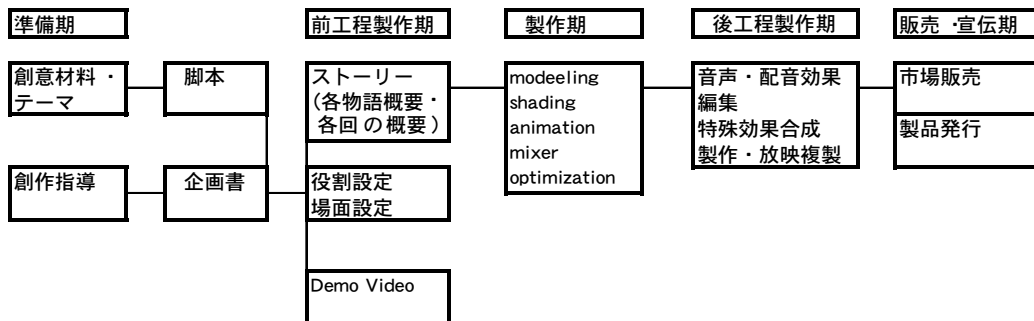 準備期
前工程製作期
製作期
後工程製作期
販売・宣伝期
創意材料・
テーマ
脚本
創作指導
企画書
ストーリー
(各物語概要・
各回の概要)
役割設定
場面設定
Demo Video
modeeling
shading
animation
mixer
optimization
音声・配音効果
編集
特殊効果合成
製作・放映複製
市場販売
製品発行